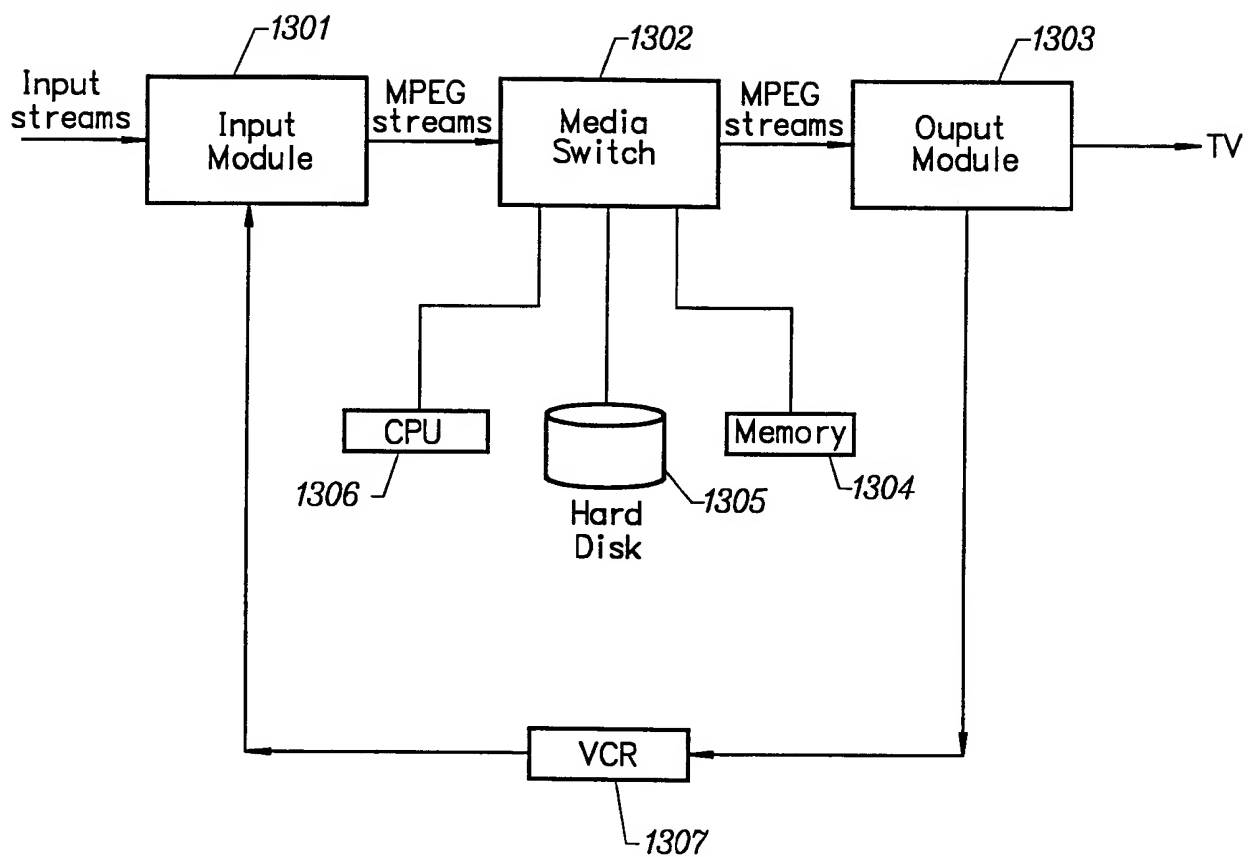 1301
1302
1303
Input
streams
Input
Module
MPEG
streams
Media
Switch
MPEG
streams
Ouput
Module
TV
CPU
1306
Hard
Disk
1305
Memory
1304
VCR
1307